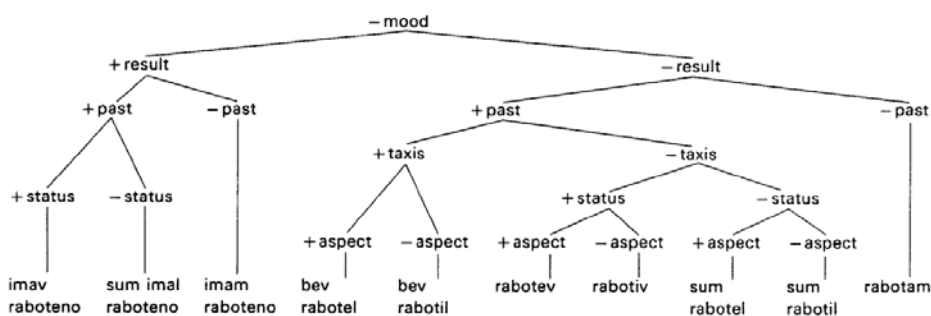 − mood
+ result − result
+ past − past + past − past
+ taxis − taxis
+ status − status + status − status
+ aspect − aspect + aspect − aspect + aspect − aspect
imav sum imal imam bev bev rabotev rabotiv sum sum rabotam
raboteno raboteno raboteno rabotel rabotil rabotel rabotil